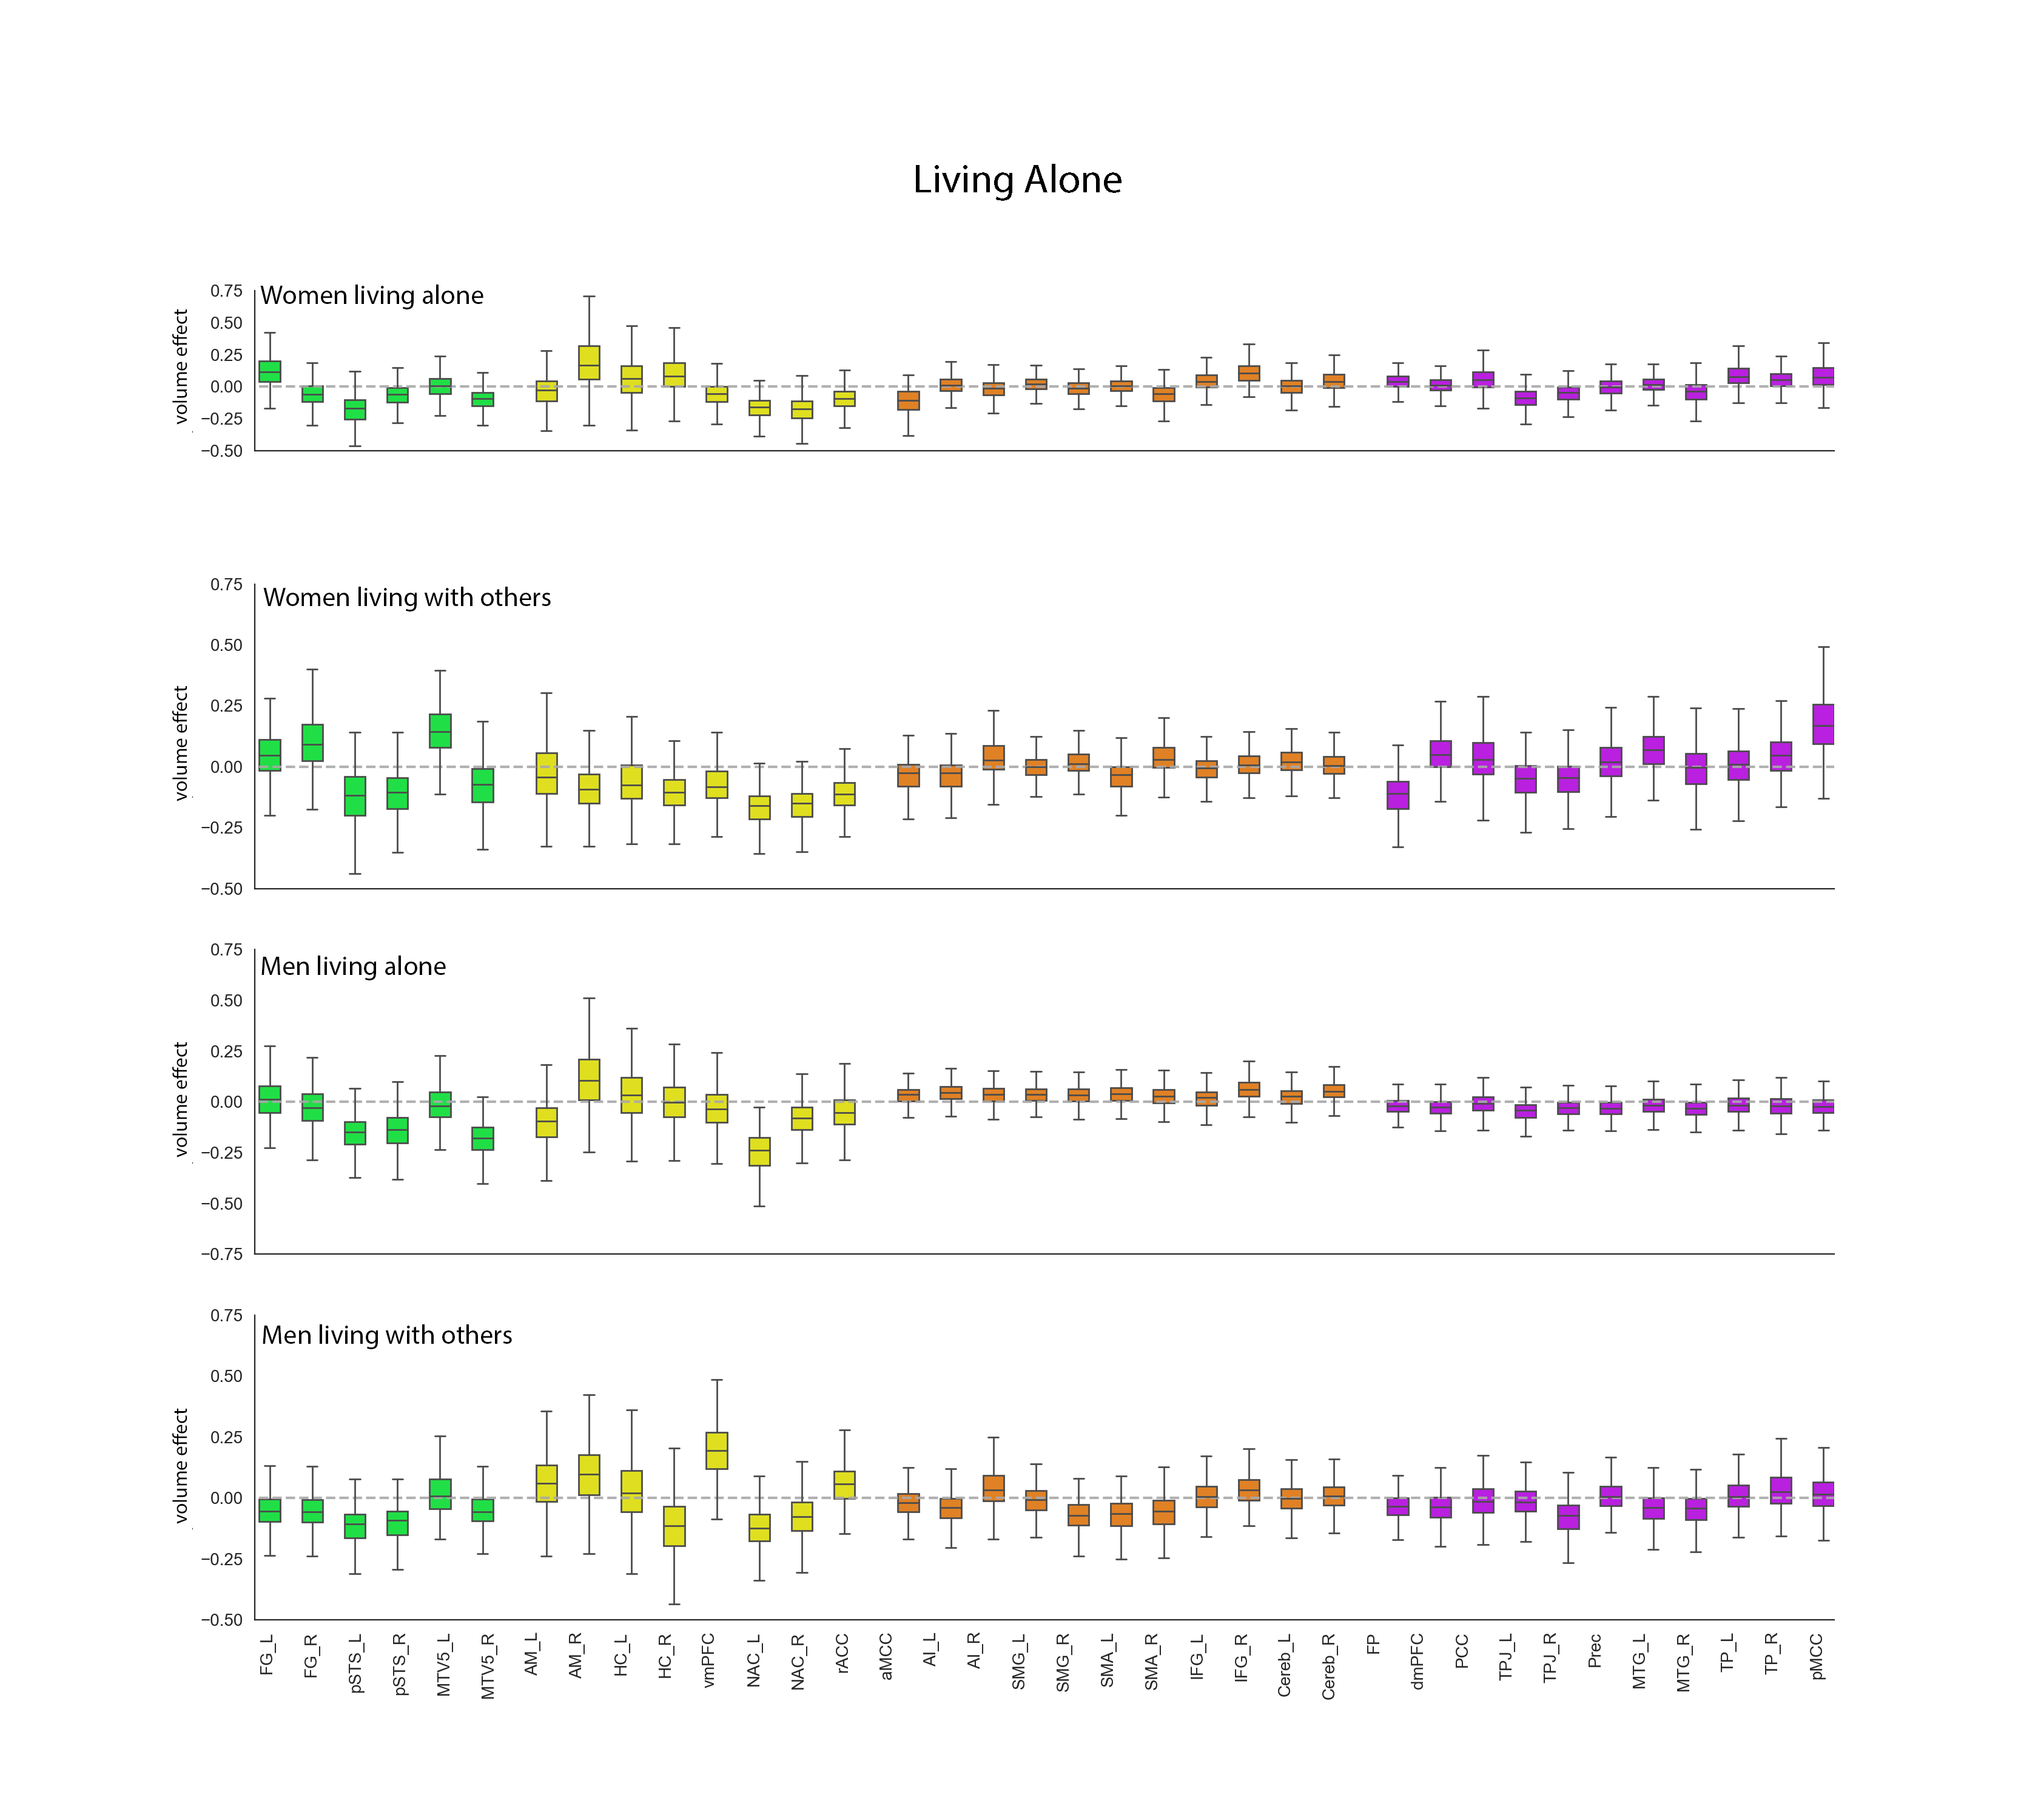 Living Alone
Women living alone
volume effect
0.75
0.50
0.25
0.00
−0.25
−0.50
Women living with others
volume effect
0.75
0.50
0.25
0.00
−0.25
−0.50
Men living alone
volume effect
0.75
0.50
0.25
0.00
−0.25
−0.50
−0.75
Men living with others
volume effect
0.75
0.50
0.25
0.00
−0.25
−0.50
FG_L
FG_R
pSTS_L
pSTS_R
MTV5_L
MTV5_R
AM_L
AM_R
HC_L
HC_R
vmPFC
NAC_L
NAC_R
rACC
aMCC
AI_L
AI_R
SMG_L
SMG_R
SMA_L
SMA_R
IFG_L
IFG_R
Cereb_L
Cereb_R
FP
dmPFC
PCC
TPJ_L
TPJ_R
Prec
MTG_L
MTG_R
TP_L
TP_R
pMCC